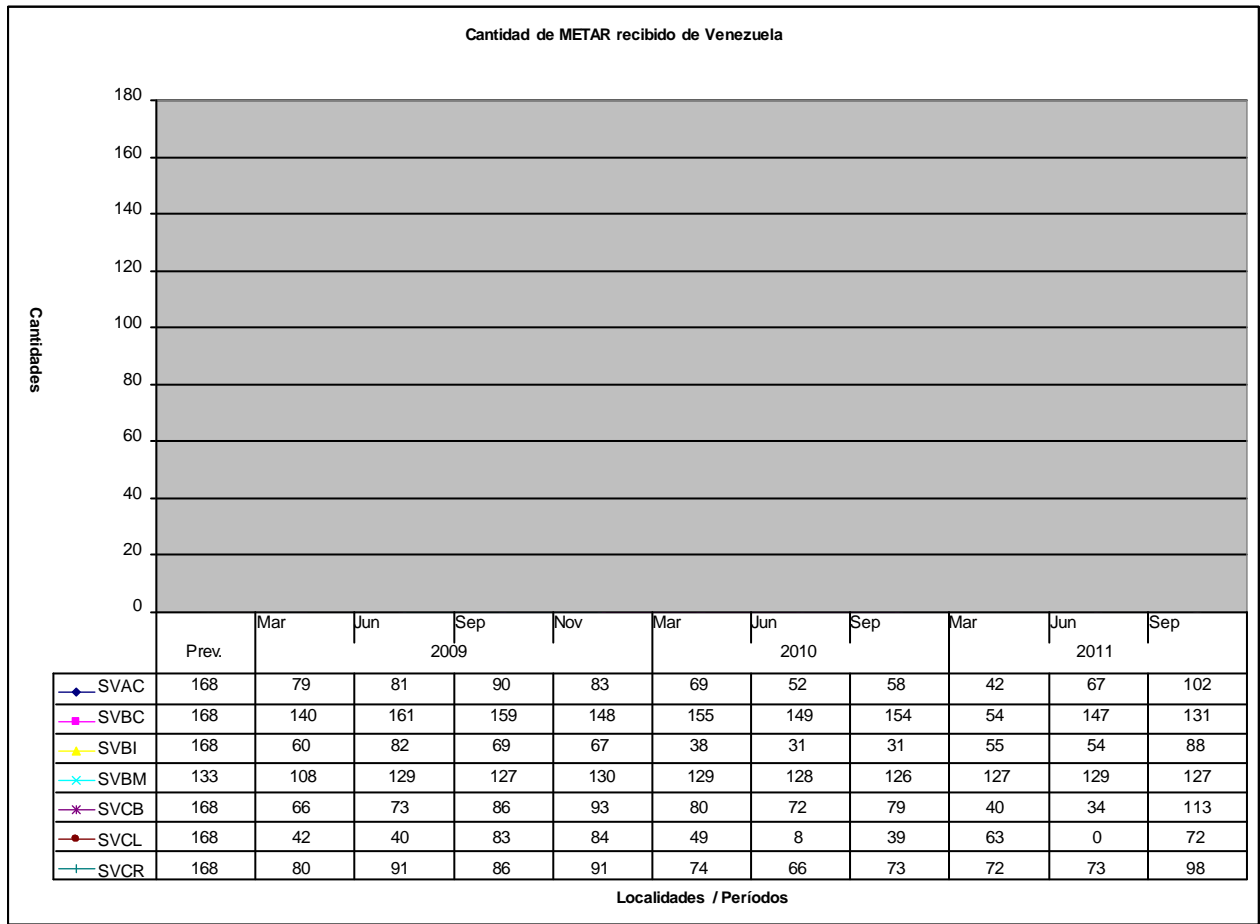 Cantidad de METAR recibido de Venezuela
180
160
140
120
100
80
60
40
20
0
Cantidades
Mar Jun Sep Nov Mar Jun Sep Mar Jun Sep
Prev. 2009 2010 2011
SVAC 168 79 81 90 83 69 52 58 42 67 102
SVBC 168 140 161 159 148 155 149 154 54 147 131
SVBI 168 60 82 69 67 38 31 31 55 54 88
SVBM 133 108 129 127 130 129 128 126 127 129 127
SVCB 168 66 73 86 93 80 72 79 40 34 113
SVCL 168 42 40 83 84 49 8 39 63 0 72
SVCR 168 80 91 86 91 74 66 73 72 73 98
Localidades / Períodos